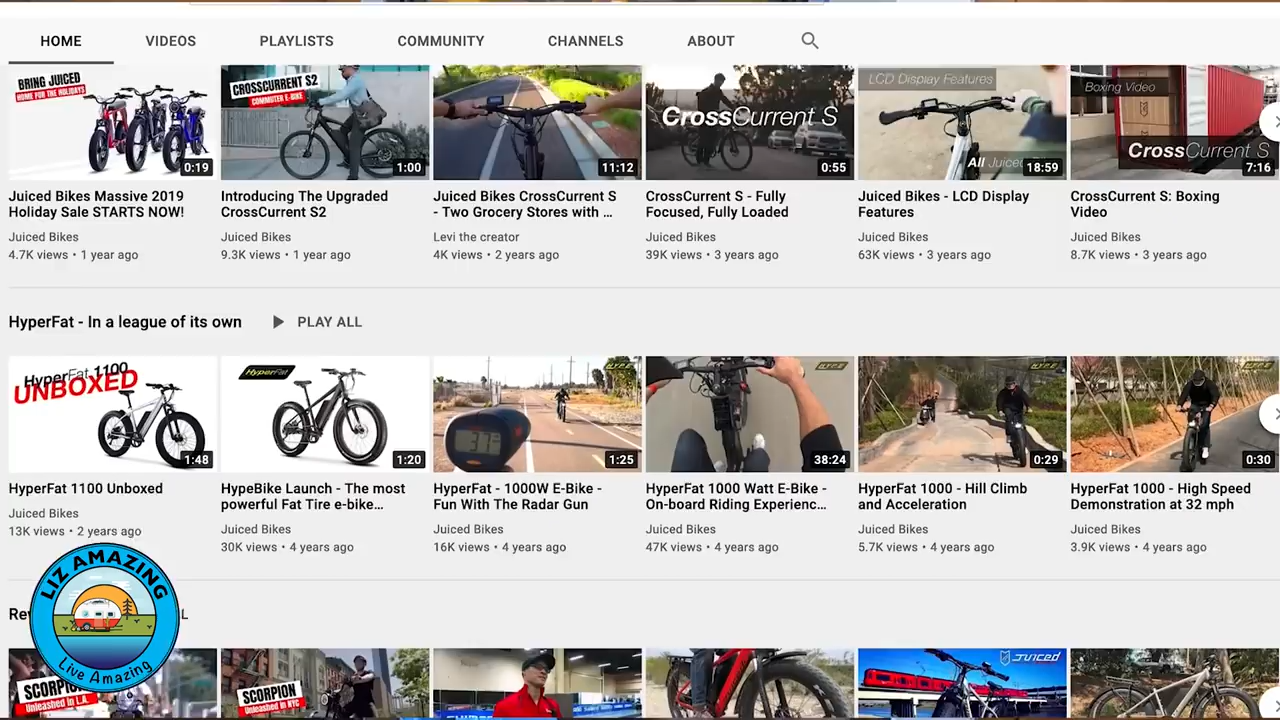 HOME VIDEOS PLAYLISTS COMMUNITY CHANNELS ABOUT
BRING JUICED
HOME FOR THE HOLIDAYS
0:19
CROSSCURRENT S2
COMMUTER E-BIKE
1:00
11:12
CrossCurrent S
0:55
LCD Display Features
All Juiced
18:59
Boxing Video
CrossCurrent S
7:16
Juiced Bikes Massive 2019
Holiday Sale STARTS NOW!
Juiced Bikes
4.7K views • 1 year ago
Introducing The Upgraded
CrossCurrent S2
Juiced Bikes
9.3K views • 1 year ago
Juiced Bikes CrossCurrent S
- Two Grocery Stores with ...
Levi the creator
4K views • 2 years ago
CrossCurrent S - Fully
Focused, Fully Loaded
Juiced Bikes
39K views • 3 years ago
Juiced Bikes - LCD Display
Features
Juiced Bikes
63K views • 3 years ago
CrossCurrent S: Boxing
Video
Juiced Bikes
8.7K views • 3 years ago
HyperFat - In a league of its own PLAY ALL
HyperFat 1100
UNBOXED
1:48
HyperFat
1:20
37
HYPE
1:25
HYPE
38:24
0:29
HYPE
0:30
HyperFat 1100 Unboxed
Juiced Bikes
13K views • 2 years ago
HypeBike Launch - The most
powerful Fat Tire e-bike...
Juiced Bikes
30K views • 4 years ago
HyperFat - 1000W E-Bike -
Fun With The Radar Gun
Juiced Bikes
16K views • 4 years ago
HyperFat 1000 Watt E-Bike -
On-board Riding Experienc...
Juiced Bikes
47K views • 4 years ago
HyperFat 1000 - Hill Climb
and Acceleration
Juiced Bikes
5.7K views • 4 years ago
HyperFat 1000 - High Speed
Demonstration at 32 mph
Juiced Bikes
3.9K views • 4 years ago
LIZ AMAZING
Live Amazing
SCORPION
Unleashed in L.A.
SCORPION
Unleashed in NYC
JUICED